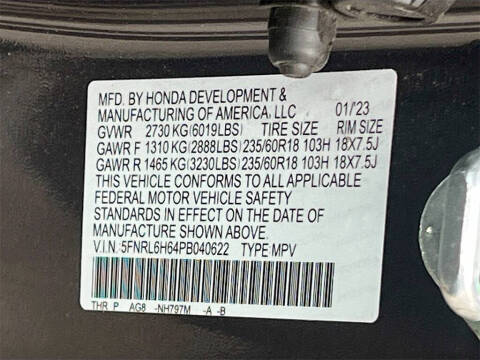 MFD. BY HONDA DEVELOPMENT &
MANUFACTURING OF AMERICA, LLC 01/'23
GVWR 2730 KG(6019LBS) TIRE SIZE RIM SIZE
GAWR F 1310 KG(2888LBS) 235/60R18 103H 18X7.5J
GAWR R 1465 KG(3230LBS) 235/60R18 103H 18X7.5J
THIS VEHICLE CONFORMS TO ALL APPLICABLE
FEDERAL MOTOR VEHICLE SAFETY
STANDARDS IN EFFECT ON THE DATE OF
MANUFACTURE SHOWN ABOVE.
V.I.N. 5FNRL6H64PB040622 TYPE MPV
THR P AG8 -NH797M -A -B